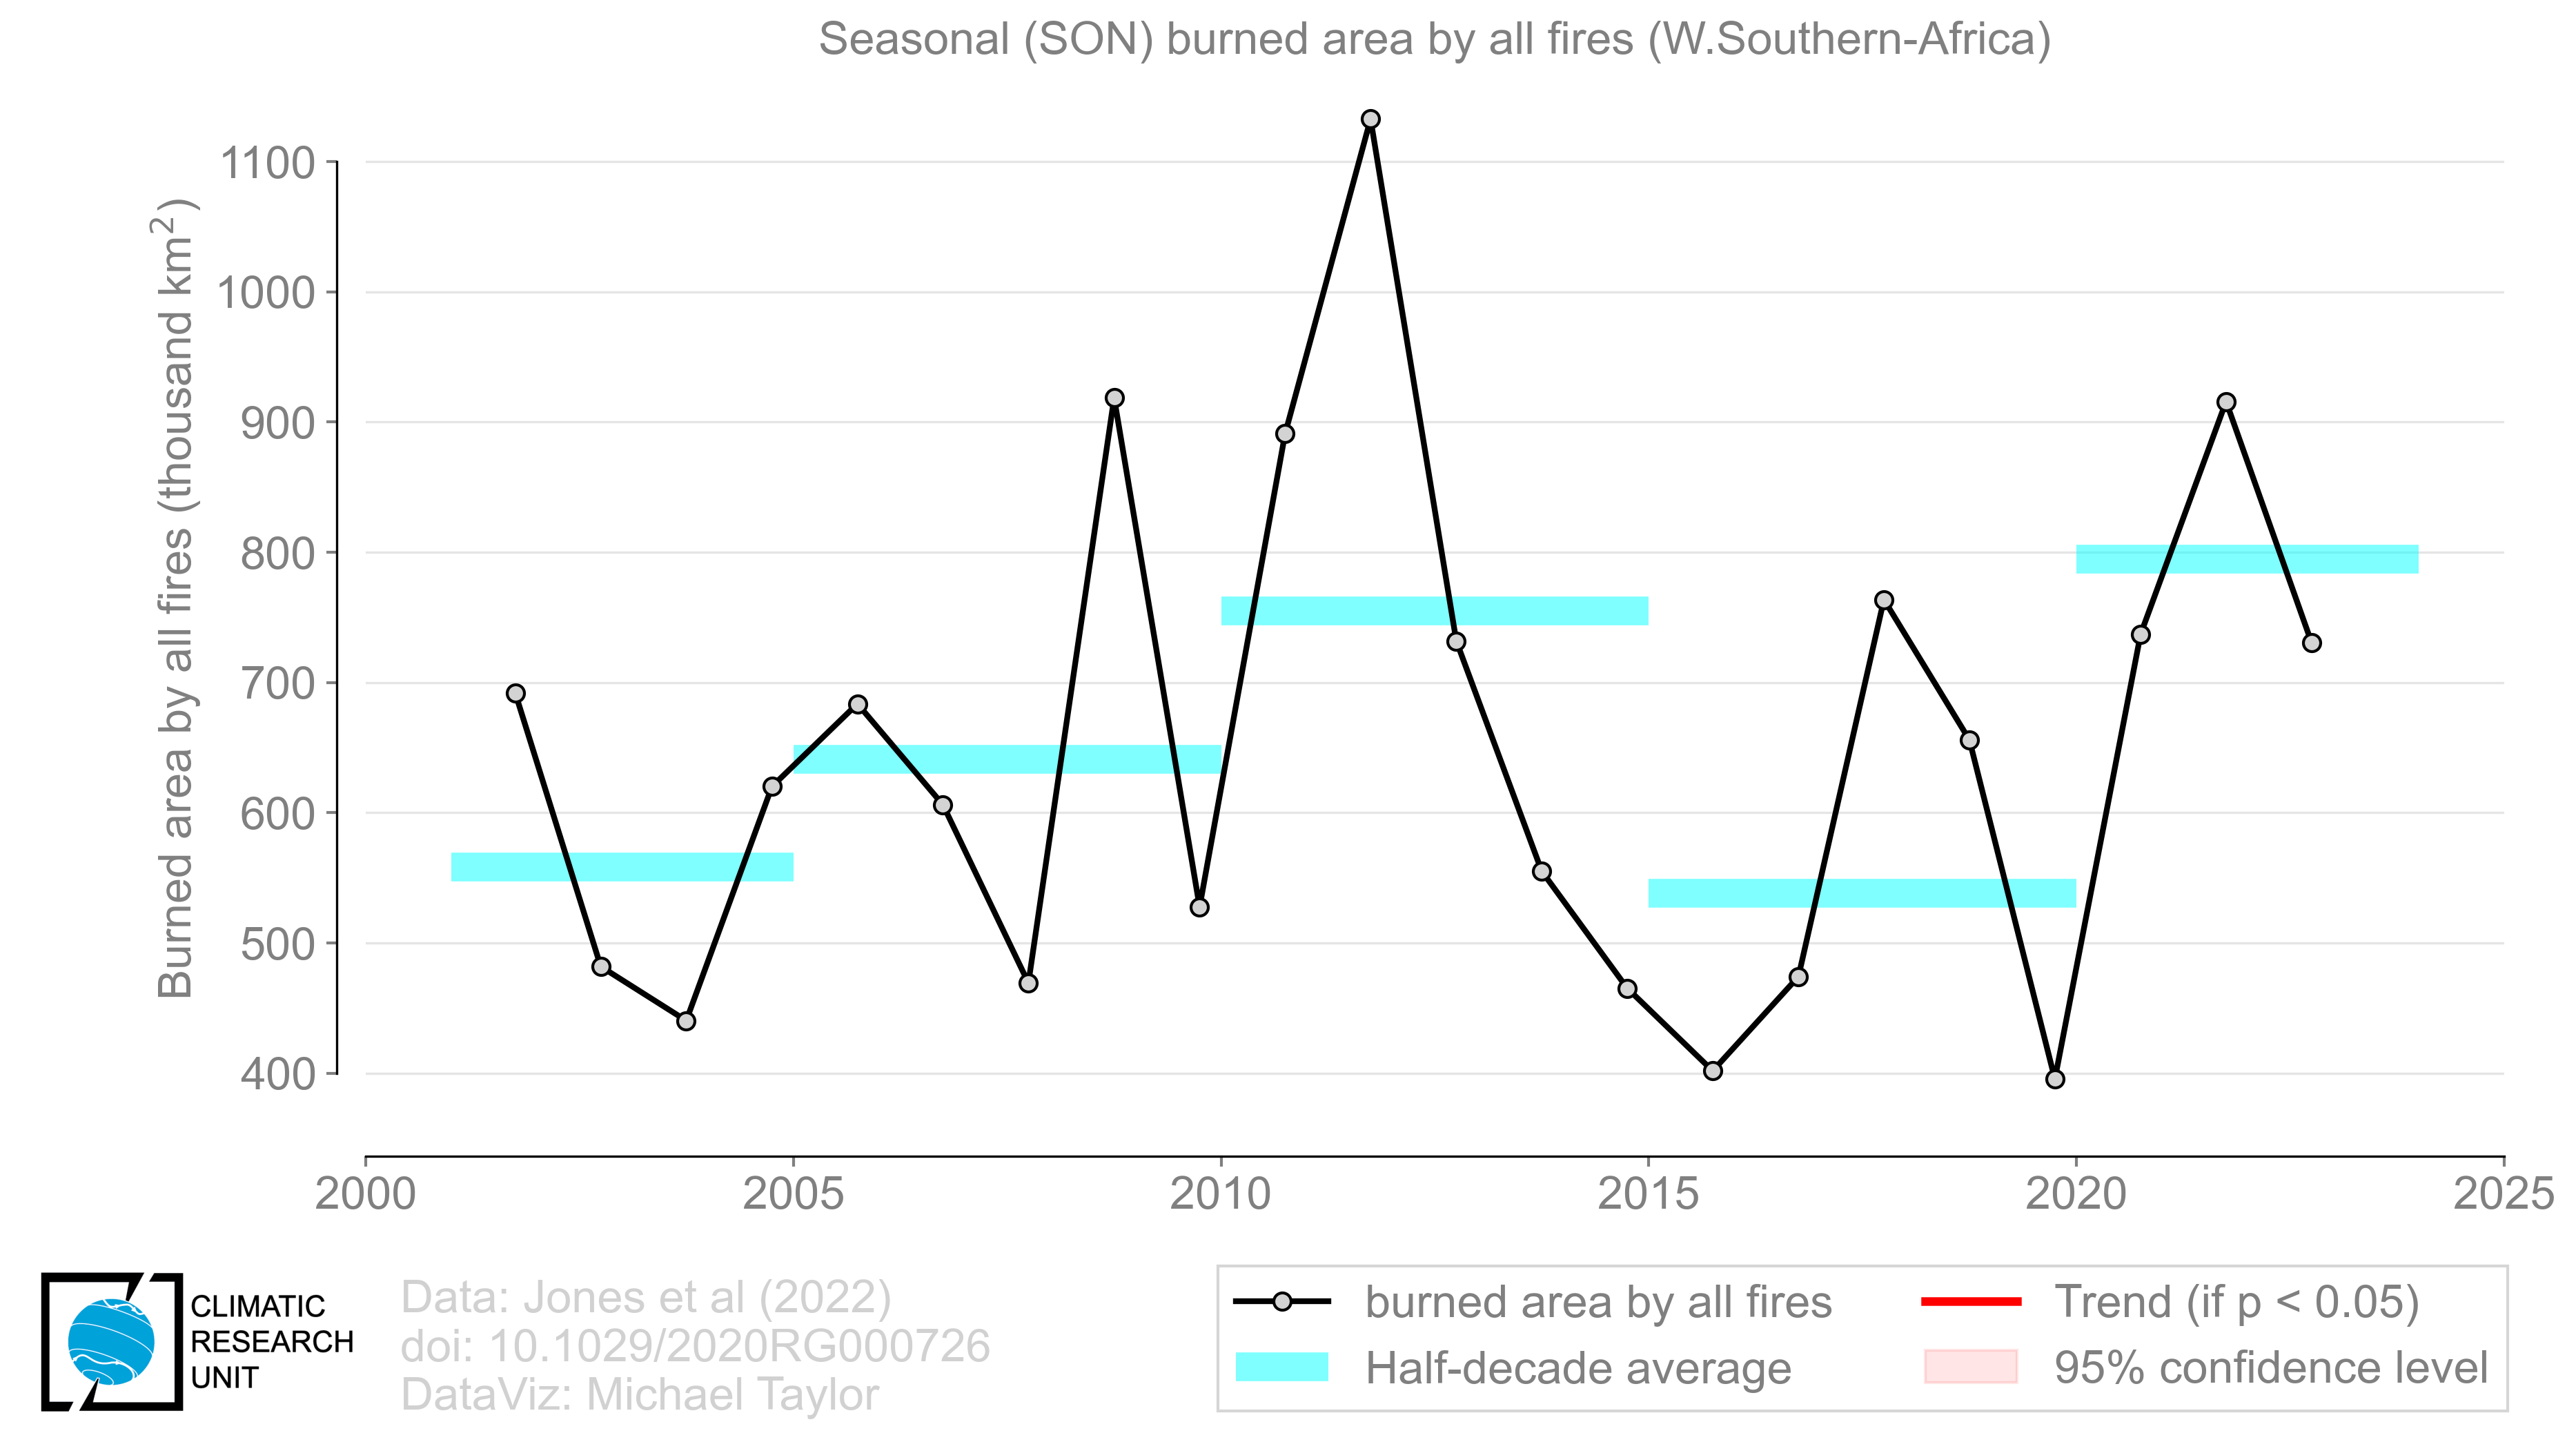 Seasonal (SON) burned area by all fires (W.Southern-Africa)
Burned area by all fires (thousand km²)
1100
1000
900
800
700
600
500
400
2000
2005
2010
2015
2020
2025
CLIMATIC
RESEARCH
UNIT
Data: Jones et al (2022)
doi: 10.1029/2020RG000726
DataViz: Michael Taylor
burned area by all fires
Half-decade average
Trend (if p < 0.05)
95% confidence level